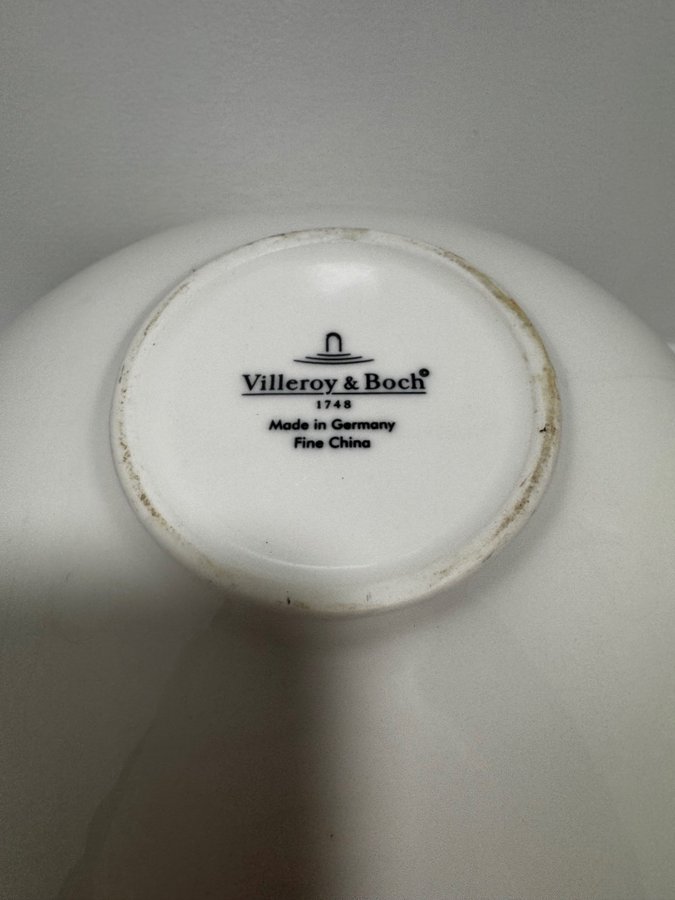 Villeroy & Boch®
1748
Made in Germany
Fine China